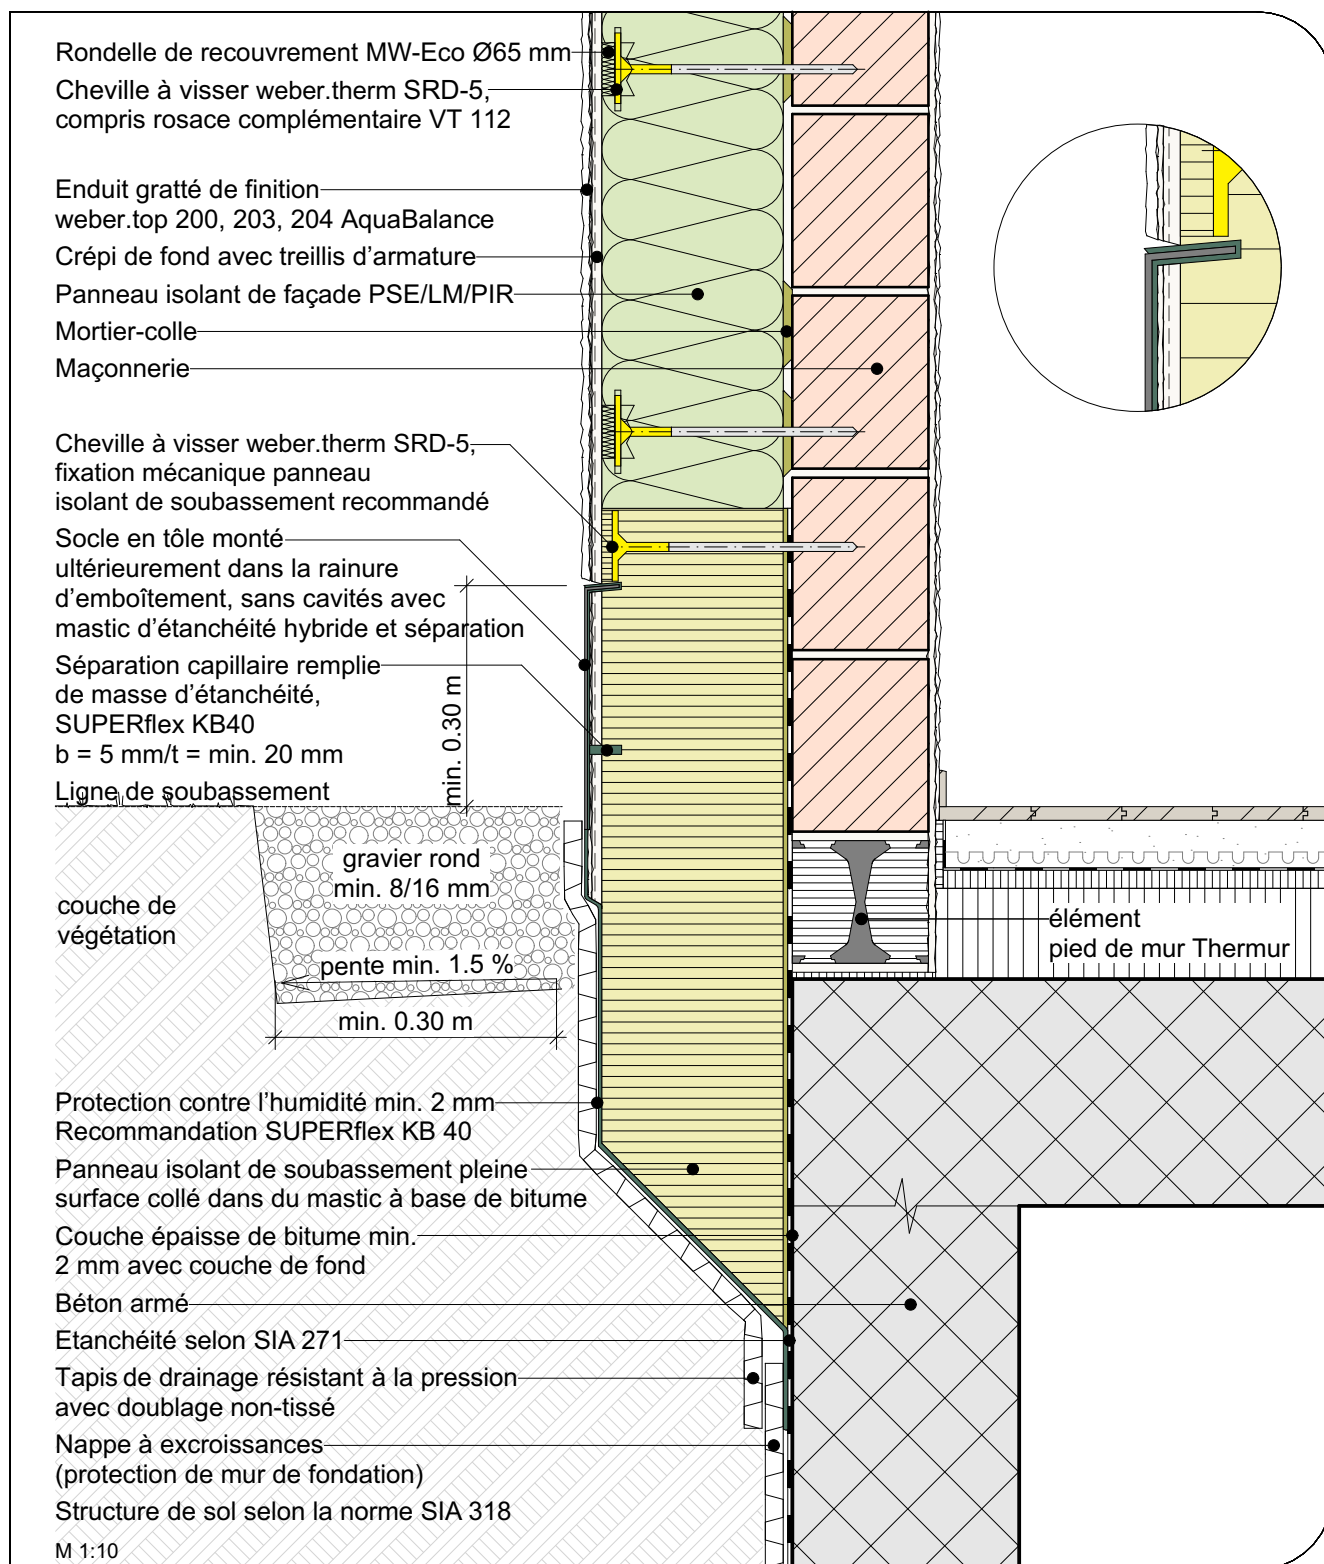 Rondelle de recouvrement MW-Eco Ø65 mm
Cheville à visser weber.therm SRD-5,
compris rosace complémentaire VT 112
Enduit gratté de finition
weber.top 200, 203, 204 AquaBalance
Crépi de fond avec treillis d'armature
Panneau isolant de façade PSE/LM/PIR
Mortier-colle
Maçonnerie
Cheville à visser weber.therm SRD-5,
fixation mécanique panneau
isolant de soubassement recommandé
Socle en tôle monté
ultérieurement dans la rainure
d'emboîtement, sans cavités avec
mastic d'étanchéité hybride et séparation
Séparation capillaire remplie
de masse d'étanchéité,
SUPERflex KB40
b = 5 mm/t = min. 20 mm
min. 0.30 m
Ligne de soubassement
gravier rond
min. 8/16 mm
couche de
végétation
pente min. 1.5 %
min. 0.30 m
élément
pied de mur Thermur
Protection contre l'humidité min. 2 mm
Recommandation SUPERflex KB 40
Panneau isolant de soubassement pleine
surface collé dans du mastic à base de bitume
Couche épaisse de bitume min.
2 mm avec couche de fond
Béton armé
Etanchéité selon SIA 271
Tapis de drainage résistant à la pression
avec doublage non-tissé
Nappe à excroissances
(protection de mur de fondation)
Structure de sol selon la norme SIA 318
M 1:10